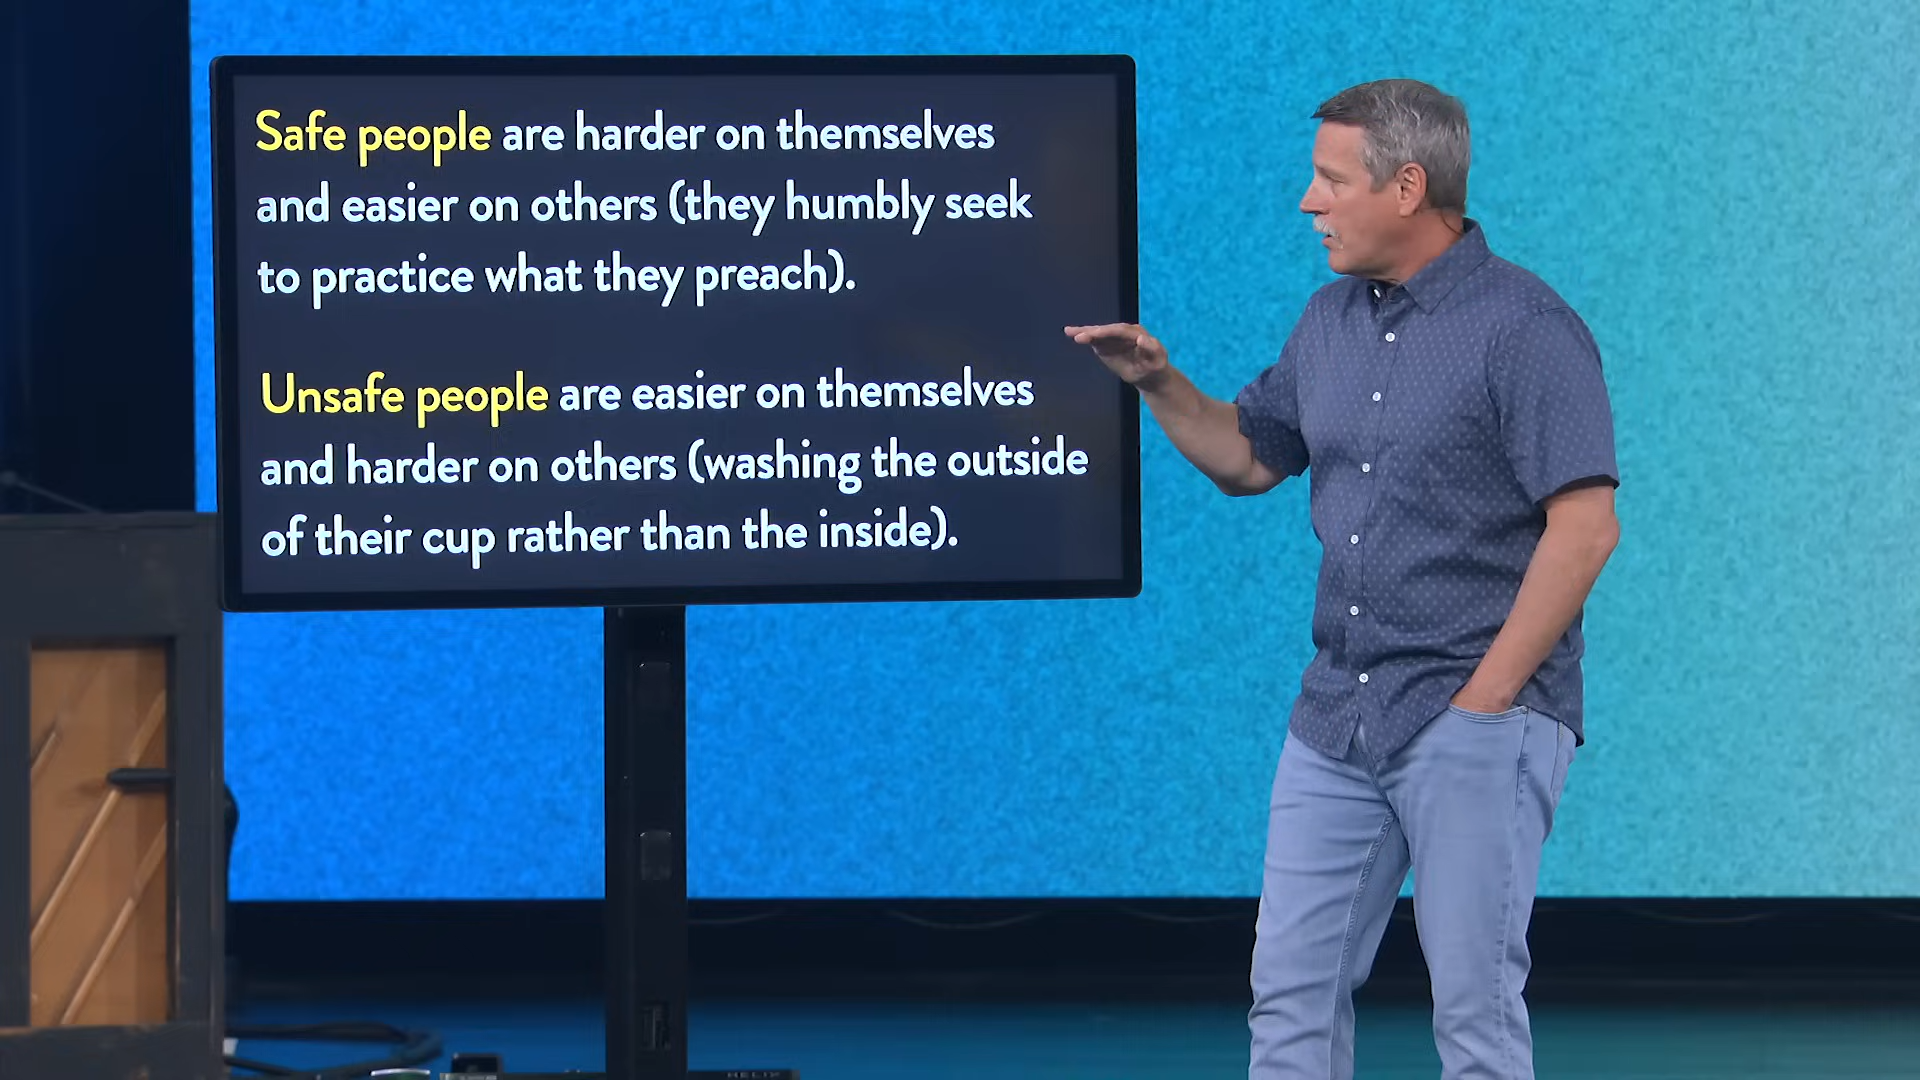 Safe people are harder on themselves
and easier on others (they humbly seek
to practice what they preach).
Unsafe people are easier on themselves
and harder on others (washing the outside
of their cup rather than the inside).
HELIX